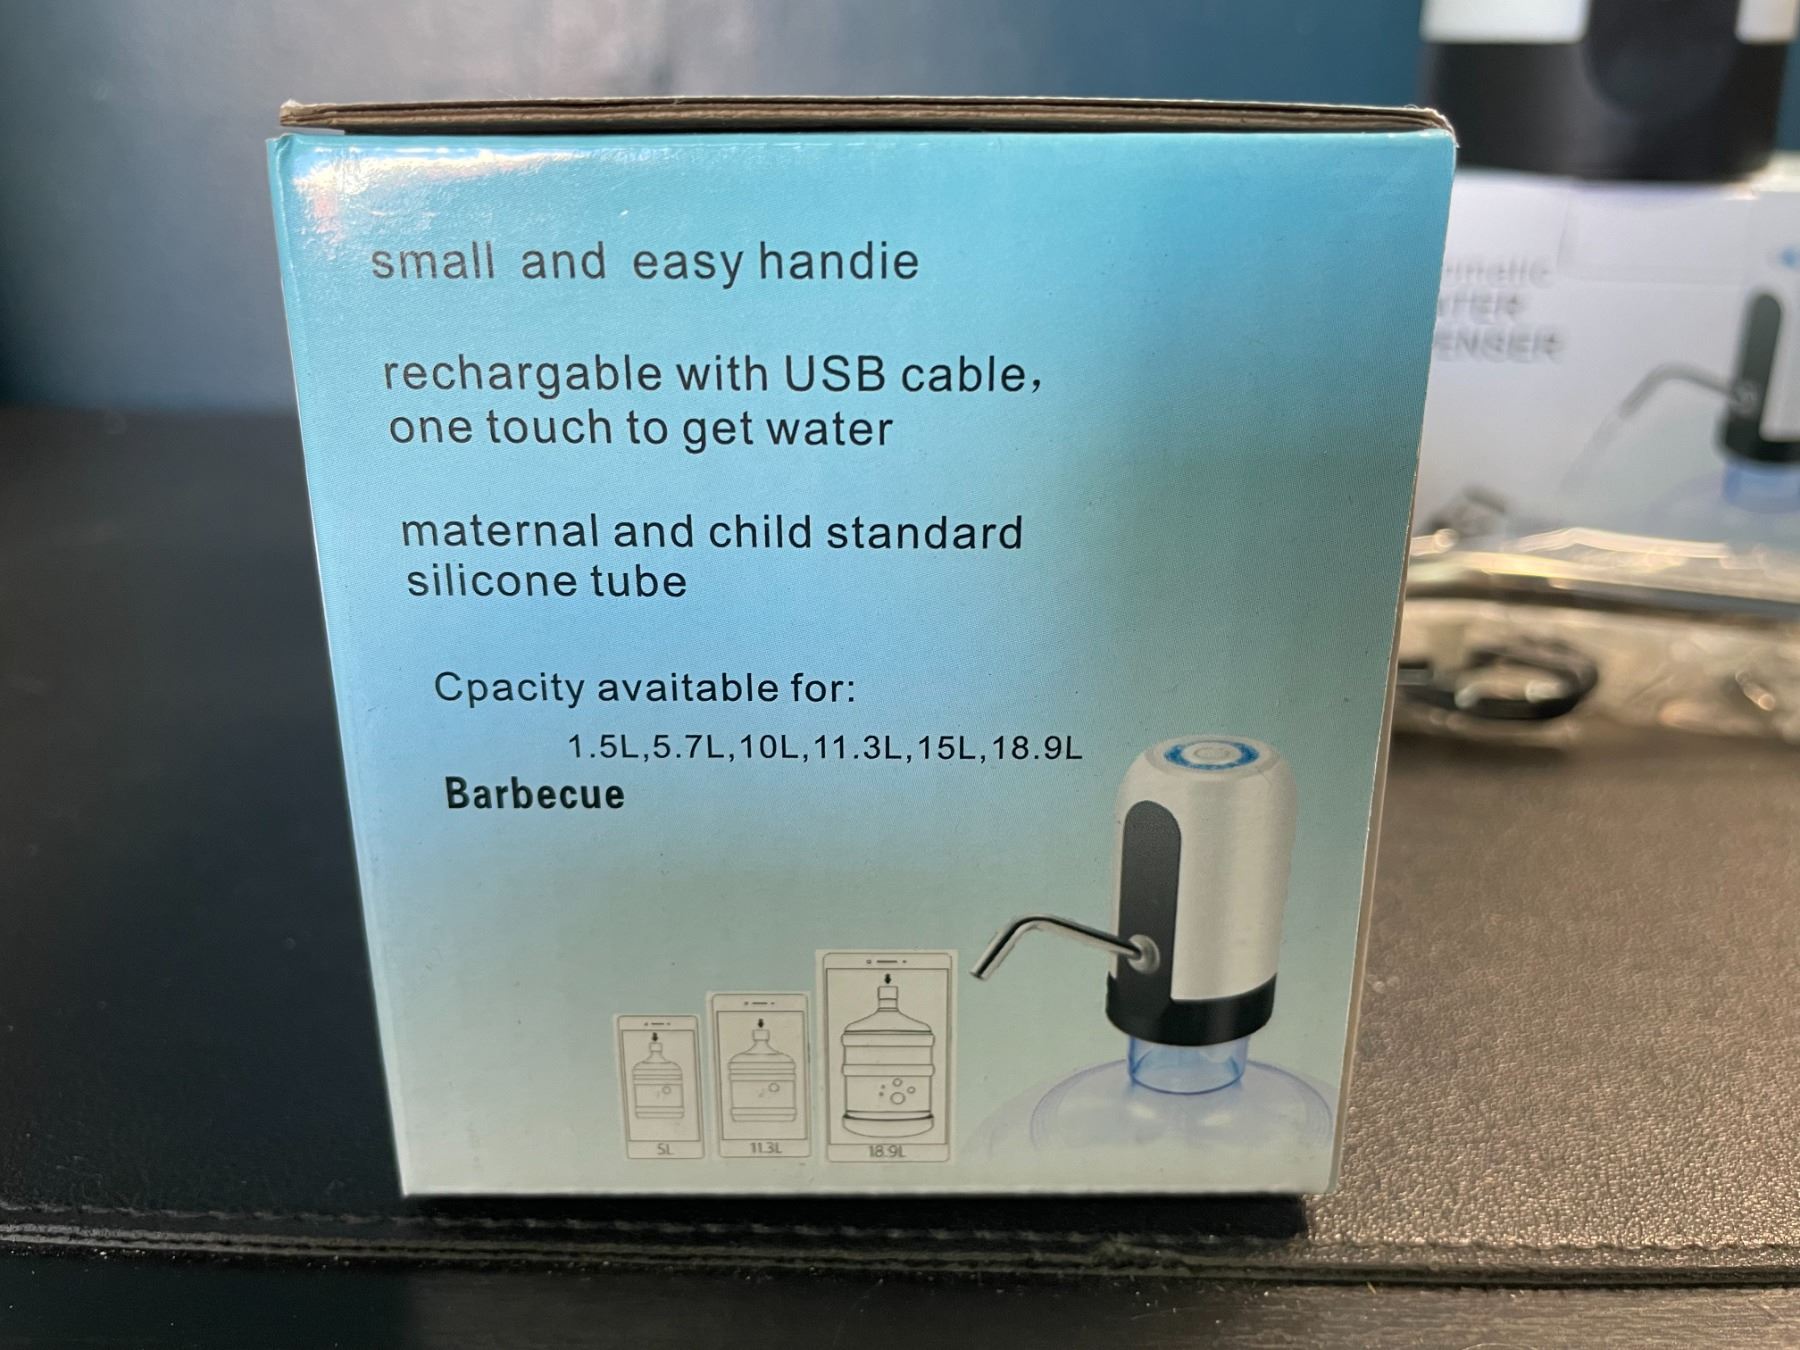 small and easy handie
rechargable with USB cable,
one touch to get water
maternal and child standard
silicone tube
Cpacity avaitable for:
1.5L,5.7L,10L,11.3L,15L,18.9L
Barbecue
5L
11.3L
18.9L